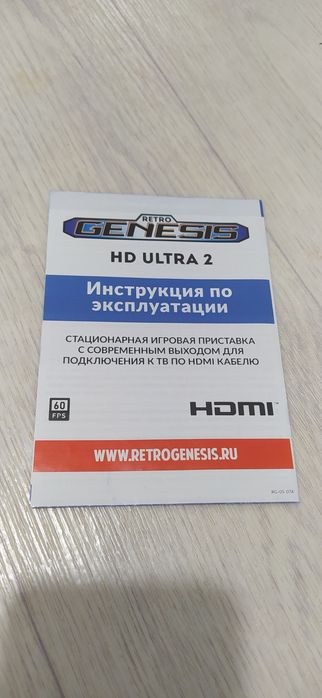 RETRO
GENESIS
HD ULTRA 2
Инструкция по
эксплуатации
СТАЦИОНАРНАЯ ИГРОВАЯ ПРИСТАВКА
С СОВРЕМЕННЫМ ВЫХОДОМ ДЛЯ
ПОДКЛЮЧЕНИЯ К ТВ ПО HDMI КАБЕЛЮ
60
FPS
HDMI
WWW.RETROGENESIS.RU